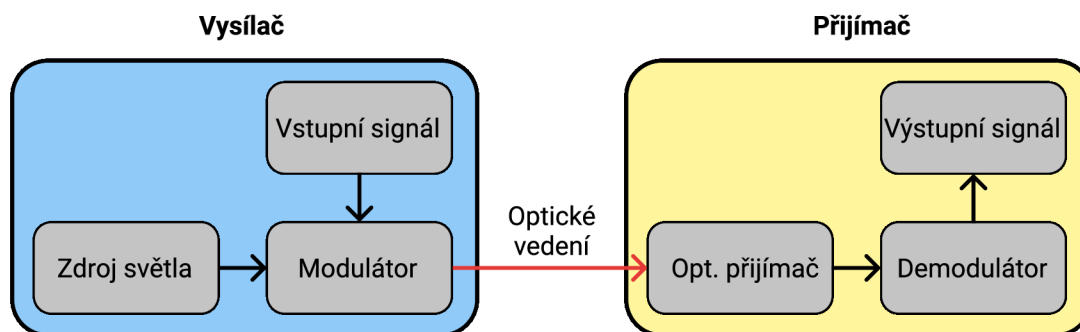 Vysílač
Přijímač
Vstupní signál
Výstupní signál
Optické
vedení
Zdroj světla
Modulátor
Opt. přijímač
Demodulátor